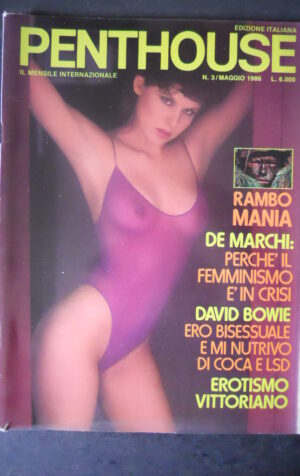 EDIZIONE ITALIANA
PENTHOUSE
IL MENSILE INTERNAZIONALE
N. 3/MAGGIO 1986 L. 6.000
RAMBO
MANIA
DE MARCHI:
PERCHE' IL
FEMMINISMO
E' IN CRISI
DAVID BOWIE
ERO BISESSUALE
E MI NUTRIVO
DI COCA E LSD
EROTISMO
VITTORIANO